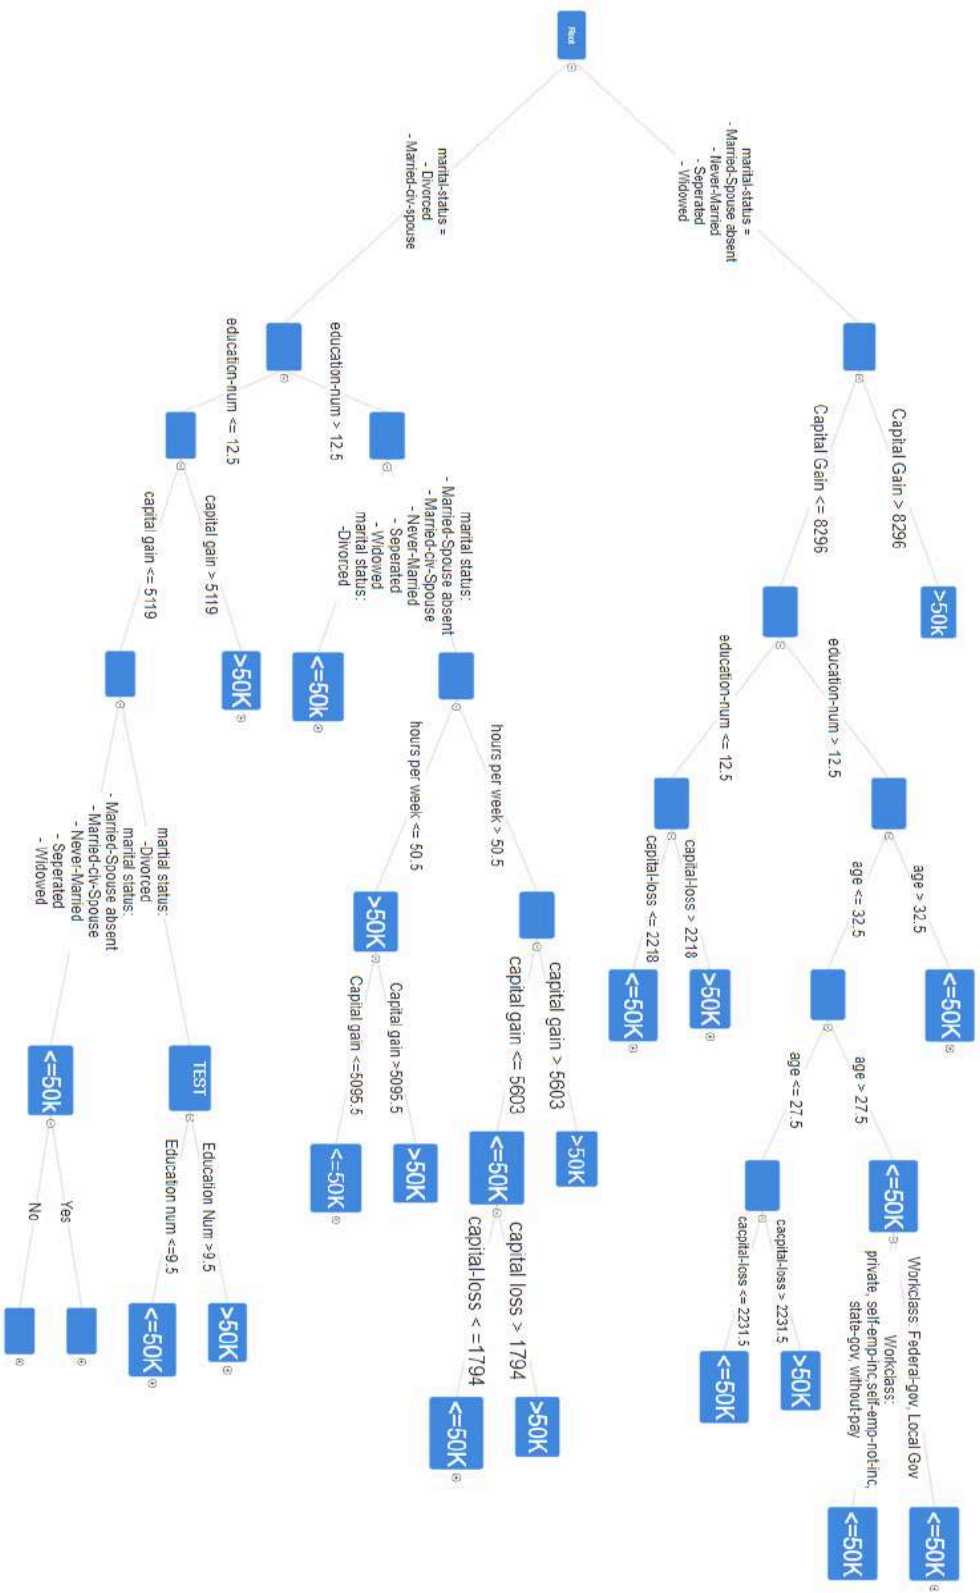 Root
marital-status =
- Married-Spouse absent
- Never-Married
- Seperated
- Widowed
marital-status =
- Divorced
- Married-civ-spouse
Capital Gain > 8296
Capital Gain <= 8296
>50k
education-num > 12.5
education-num <= 12.5
age > 32.5
age <= 32.5
<=50K
age > 27.5
age <= 27.5
<=50K
Workclass: Federal-gov, Local Gov
Workclass:
private, self-emp-inc,self-emp-not-inc,
state-gov, without-pay
<=50K
<=50K
cacpital-loss > 2231.5
cacpital-loss <= 2231.5
>50K
<=50K
capital-loss > 2218
capital-loss <= 2218
>50K
<=50K
education-num > 12.5
education-num <= 12.5
marital status:
- Married-Spouse absent
- Married-civ-Spouse
- Never-Married
- Seperated
- Widowed
marital status:
-Divorced
hours per week > 50.5
hours per week <= 50.5
<=50k
capital gain > 5603
capital gain <= 5603
>50K
<=50K
capital loss > 1794
capital-loss < =1794
>50K
<=50K
>50K
Capital gain >5095.5
Capital gain <=5095.5
>50K
<=50K
capital gain > 5119
capital gain <= 5119
>50K
martial status:
-Divorced
marital status:
- Married-Spouse absent
- Married-civ-Spouse
- Never-Married
- Seperated
- Widowed
TEST
Education Num >9.5
Education num <=9.5
>50K
<=50K
<=50k
Yes
No